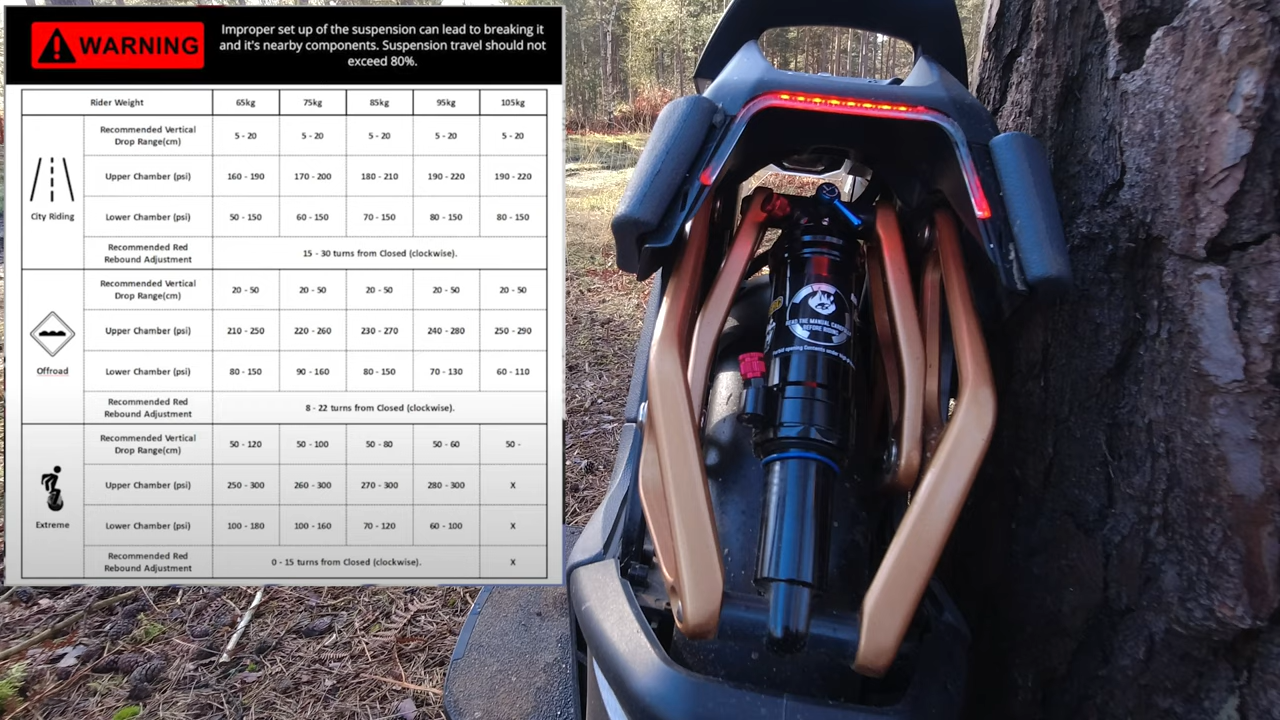 WARNING
Improper set up of the suspension can lead to breaking it
and it's nearby components. Suspension travel should not
exceed 80%.
Rider Weight 65kg 75kg 85kg 95kg 105kg
City Riding
Recommended Vertical
Drop Range(cm) 5 - 20 5 - 20 5 - 20 5 - 20 5 - 20
Upper Chamber (psi) 160 - 190 170 - 200 180 - 210 190 - 220 190 - 220
Lower Chamber (psi) 50 - 150 60 - 150 70 - 150 80 - 150 80 - 150
Recommended Red
Rebound Adjustment 15 - 30 turns from Closed (clockwise).
Offroad
Recommended Vertical
Drop Range(cm) 20 - 50 20 - 50 20 - 50 20 - 50 20 - 50
Upper Chamber (psi) 210 - 250 220 - 260 230 - 270 240 - 280 250 - 290
Lower Chamber (psi) 80 - 150 90 - 160 80 - 150 70 - 130 60 - 110
Recommended Red
Rebound Adjustment 8 - 22 turns from Closed (clockwise).
Extreme
Recommended Vertical
Drop Range(cm) 50 - 120 50 - 100 50 - 80 50 - 60 50 -
Upper Chamber (psi) 250 - 300 260 - 300 270 - 300 280 - 300 X
Lower Chamber (psi) 100 - 180 100 - 160 70 - 120 60 - 100 X
Recommended Red
Rebound Adjustment 0 - 15 turns from Closed (clockwise). X
READ THE MANUAL
BEFORE RIDING
opening Contents under